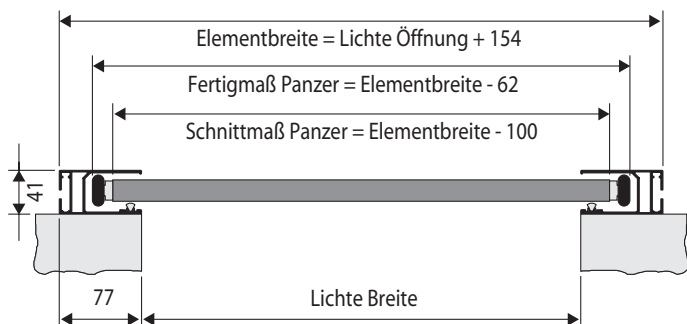 Elementbreite = Lichte Öffnung + 154
Fertigmaß Panzer = Elementbreite - 62
Schnittmaß Panzer = Elementbreite - 100
41
77
Lichte Breite